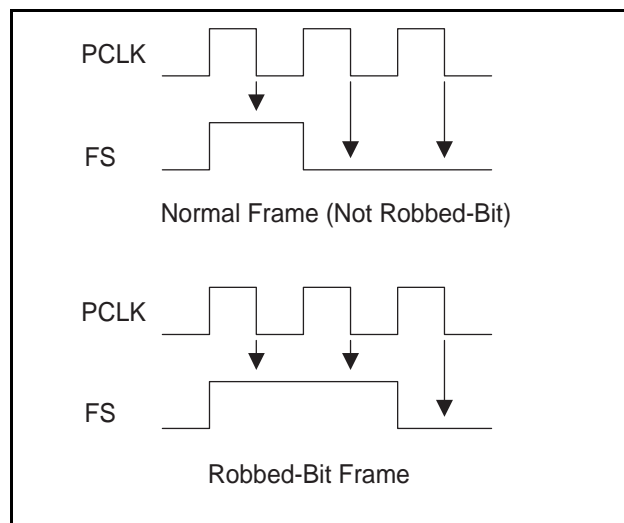 PCLK
FS
Normal Frame (Not Robbed-Bit)
PCLK
FS
Robbed-Bit Frame